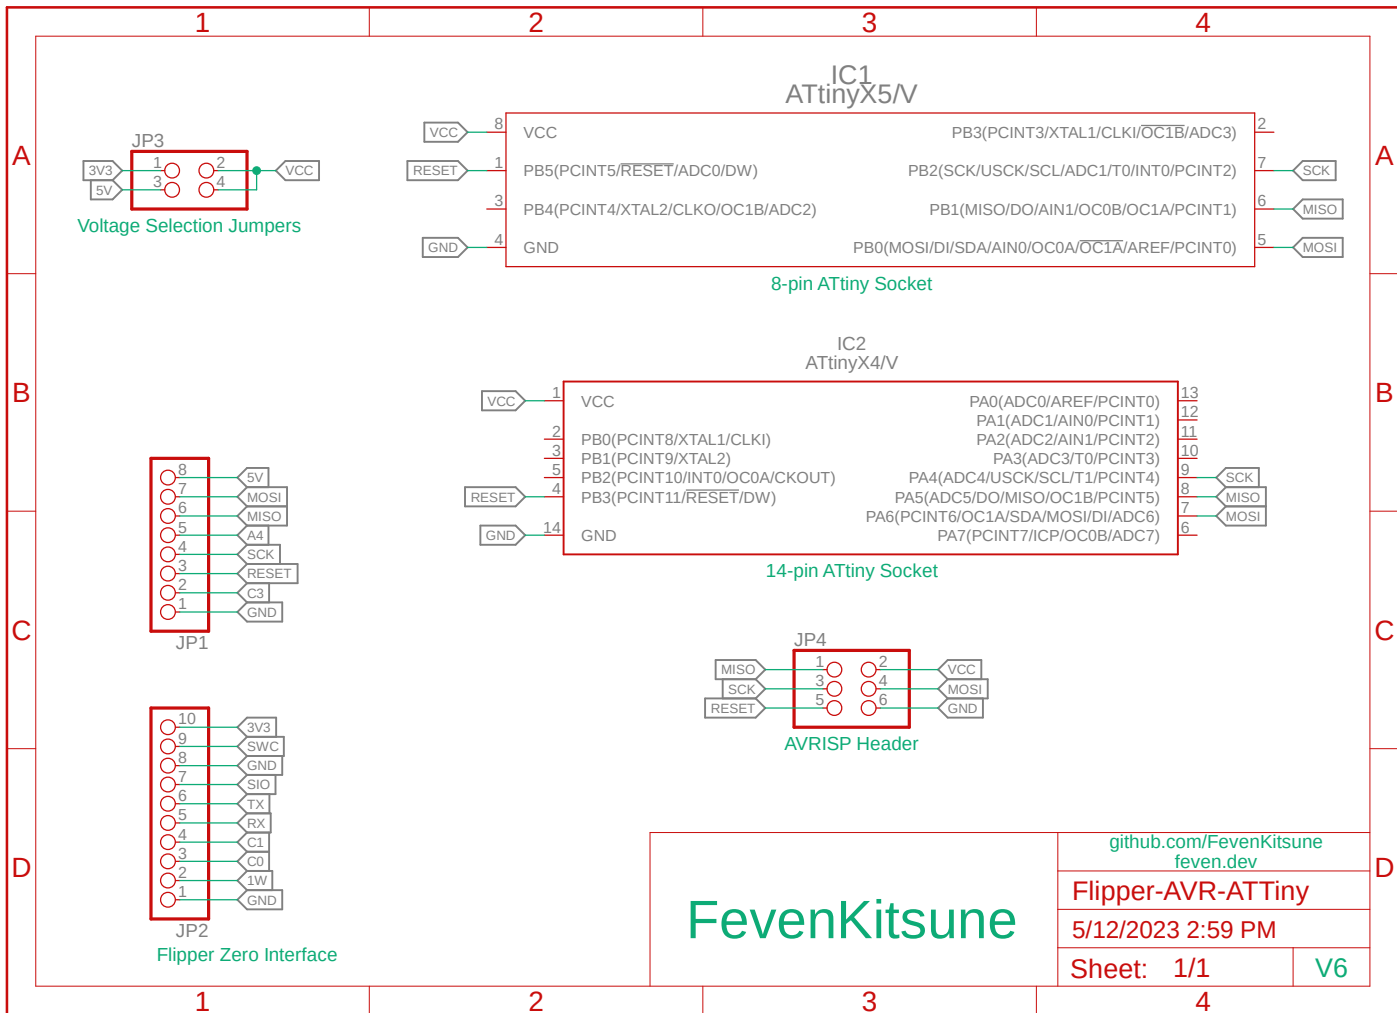 1 2 3 4
A A
B B
C C
D D
1 2 3 4
JP3
3V3 1 2 VCC
5V 3 4
Voltage Selection Jumpers
IC1
ATtinyX5/V
VCC 8 VCC PB3(PCINT3/XTAL1/CLKI/OC1B/ADC3) 2
RESET 1 PB5(PCINT5/RESET/ADC0/DW) PB2(SCK/USCK/SCL/ADC1/T0/INT0/PCINT2) 7 SCK
3 PB4(PCINT4/XTAL2/CLKO/OC1B/ADC2) PB1(MISO/DO/AIN1/OC0B/OC1A/PCINT1) 6 MISO
GND 4 GND PB0(MOSI/DI/SDA/AIN0/OC0A/OC1A/AREF/PCINT0) 5 MOSI
8-pin ATtiny Socket
IC2
ATtinyX4/V
VCC 1 VCC PA0(ADC0/AREF/PCINT0) 13
PA1(ADC1/AIN0/PCINT1) 12
2 PB0(PCINT8/XTAL1/CLKI) PA2(ADC2/AIN1/PCINT2) 11
3 PB1(PCINT9/XTAL2) PA3(ADC3/T0/PCINT3) 10
5 PB2(PCINT10/INT0/OC0A/CKOUT) PA4(ADC4/USCK/SCL/T1/PCINT4) 9 SCK
RESET 4 PB3(PCINT11/RESET/DW) PA5(ADC5/DO/MISO/OC1B/PCINT5) 8 MISO
PA6(PCINT6/OC1A/SDA/MOSI/DI/ADC6) 7 MOSI
GND 14 GND PA7(PCINT7/ICP/OC0B/ADC7) 6
14-pin ATtiny Socket
8 5V
7 MOSI
6 MISO
5 A4
4 SCK
3 RESET
2 C3
1 GND
JP1
JP4
MISO 1 2 VCC
SCK 3 4 MOSI
RESET 5 6 GND
AVRISP Header
10 3V3
9 SWC
8 GND
7 SIO
6 TX
5 RX
4 C1
3 C0
2 1W
1 GND
JP2
Flipper Zero Interface
FevenKitsune
github.com/FevenKitsune
feven.dev
Flipper-AVR-ATTiny
5/12/2023 2:59 PM
Sheet: 1/1 V6